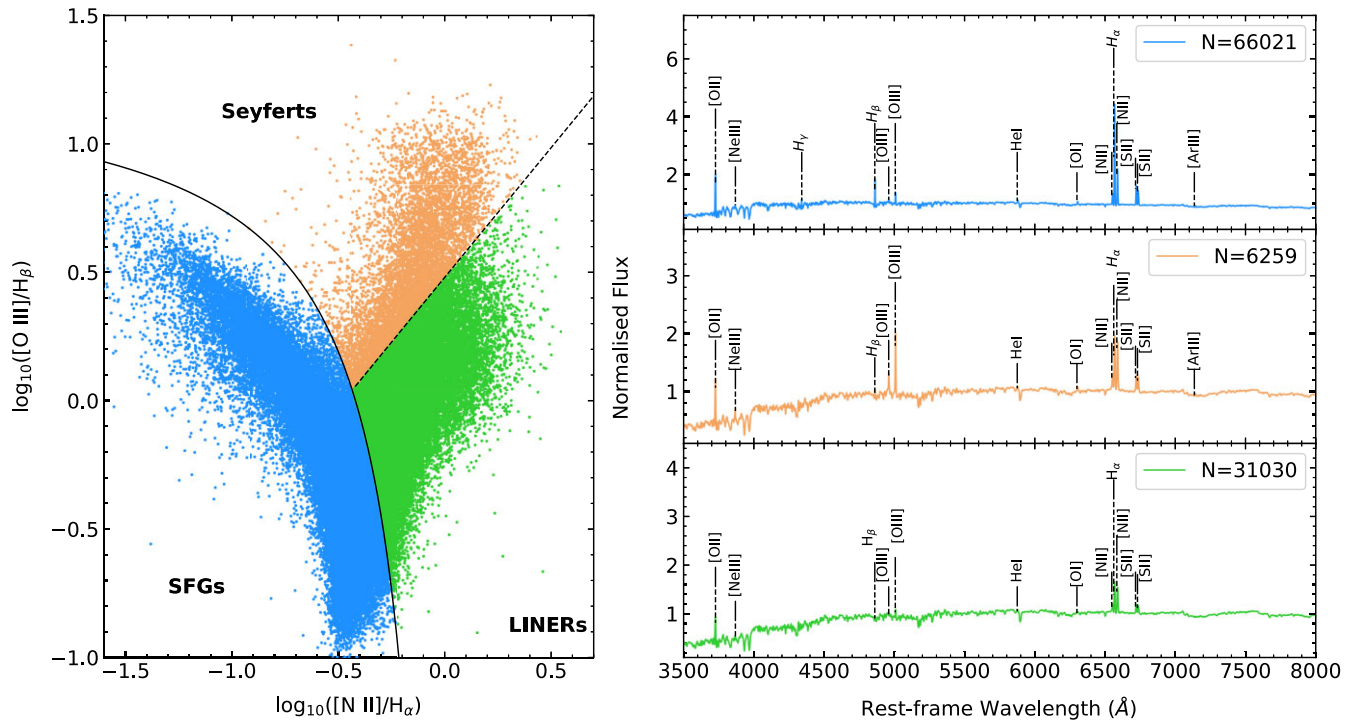 1.5
1.0
0.5
0.0
−0.5
−1.0
−1.5
−1.0
−0.5
0.0
0.5
log₁₀([O III]/Hᵦ)
log₁₀([N II]/Hα)
Seyferts
SFGs
LINERs
Normalised Flux
6
4
2
N=66021
[OII]
[NeIII]
Hγ
Hβ
[OIII]
[OIII]
HeI
[OI]
[NII]
Hα
[NII]
[SII]
[SII]
[ArIII]
3
2
1
N=6259
[OII]
[NeIII]
Hβ
[OIII]
[OIII]
HeI
[OI]
[NII]
Hα
[NII]
[SII]
[SII]
[ArIII]
4
3
2
1
N=31030
[OII]
[NeIII]
Hβ
[OIII]
[OIII]
HeI
[OI]
[NII]
Hα
[NII]
[SII]
[SII]
3500 4000 4500 5000 5500 6000 6500 7000 7500 8000
Rest-frame Wavelength (Å)